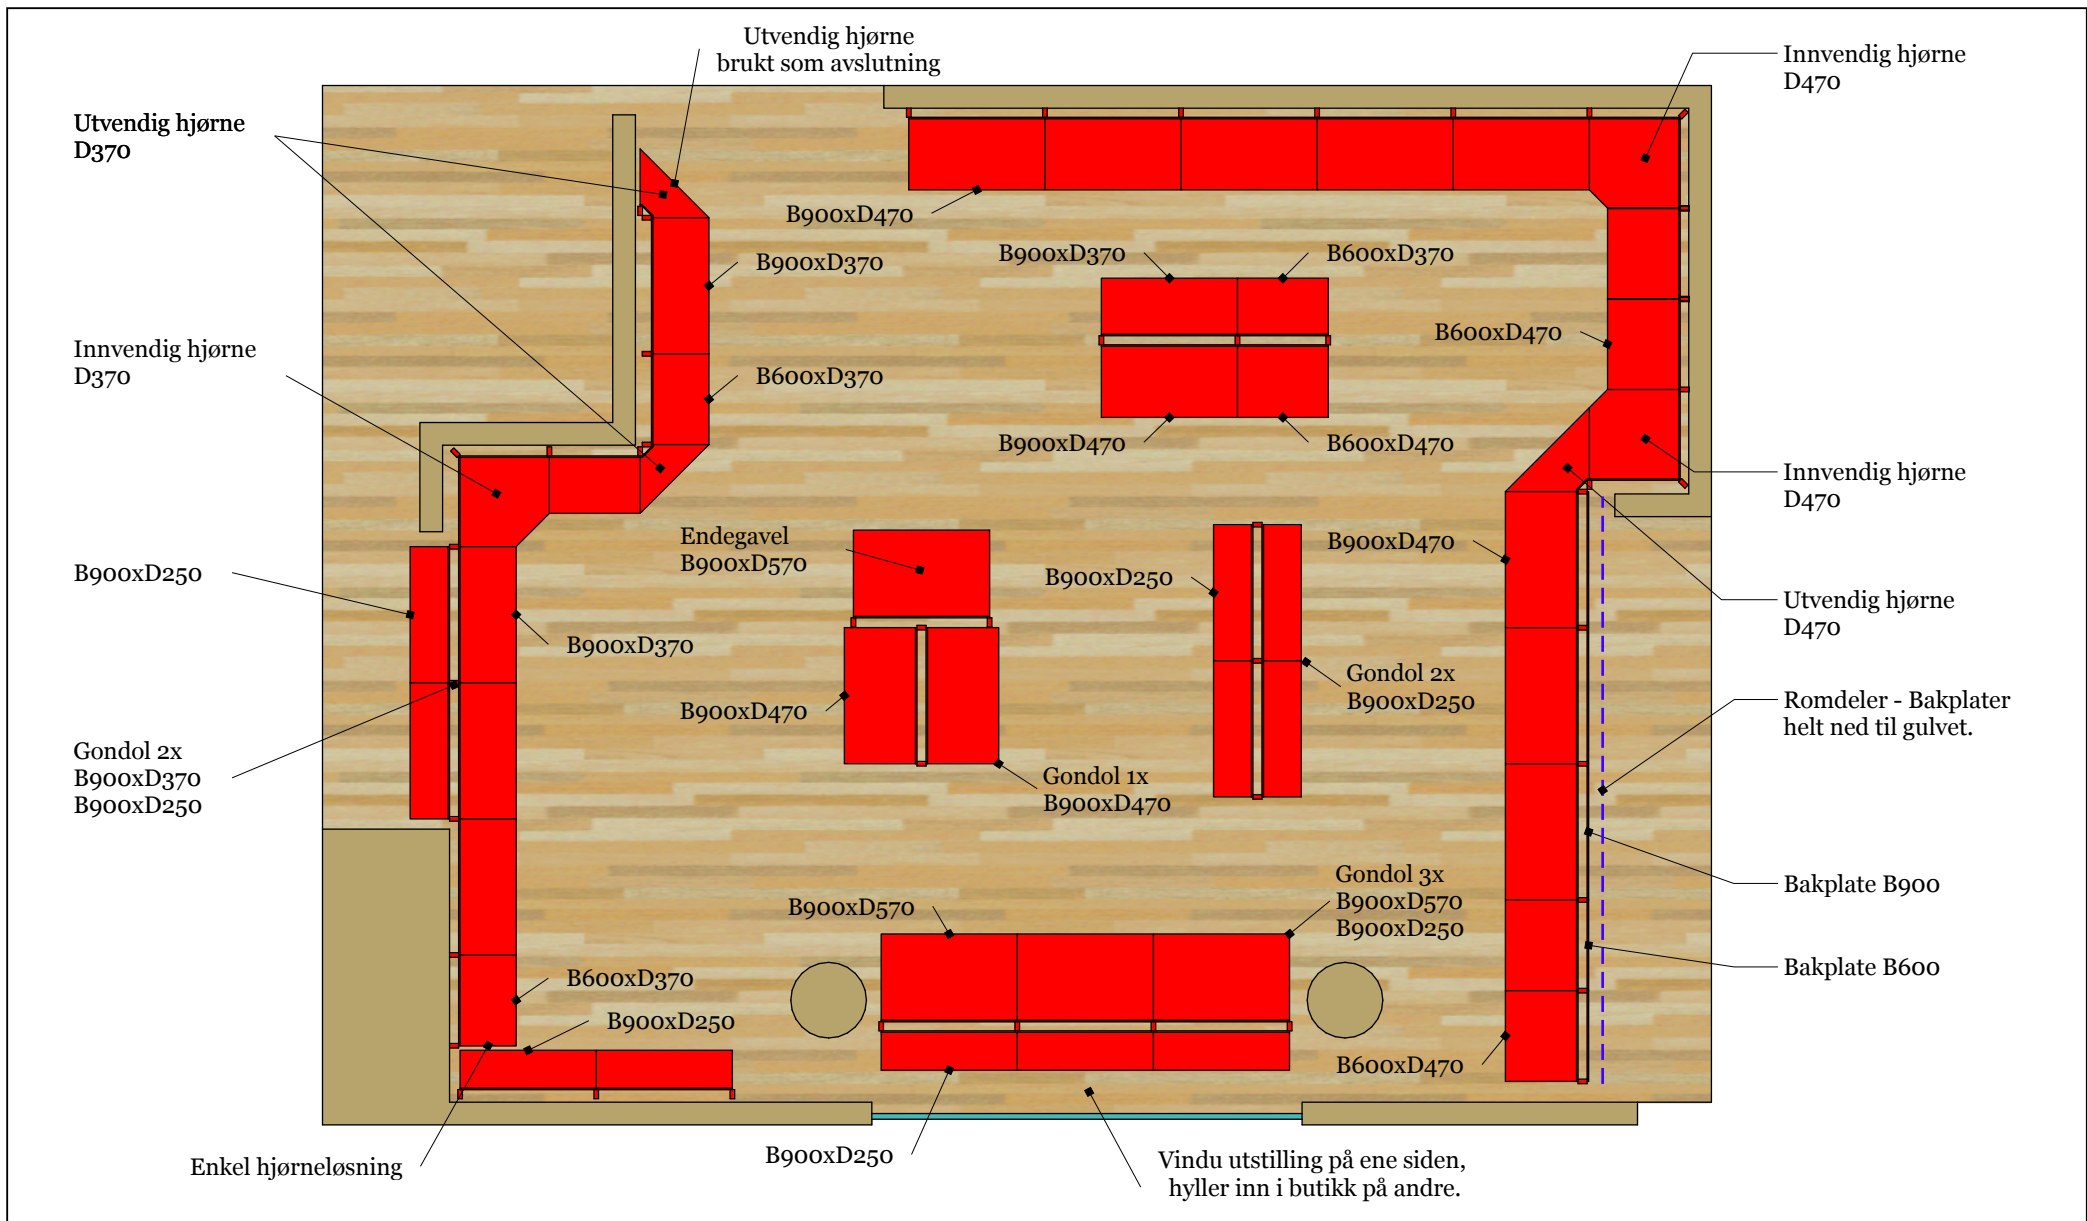 Utvendig hjørne
brukt som avslutning
Innvendig hjørne
D470
Utvendig hjørne
D370
B900xD470
B900xD370
B900xD370
B600xD370
B600xD470
Innvendig hjørne
D370
B600xD370
B900xD470
B600xD470
Innvendig hjørne
D470
Endegavel
B900xD570
B900xD470
B900xD250
B900xD250
Utvendig hjørne
D470
B900xD370
Gondol 2x
B900xD250
B900xD470
Romdeler - Bakplater
helt ned til gulvet.
Gondol 2x
B900xD370
B900xD250
Gondol 1x
B900xD470
Gondol 3x
B900xD570
B900xD250
Bakplate B900
B900xD570
Bakplate B600
B600xD370
B900xD250
B600xD470
B900xD250
Enkel hjørneløsning
Vindu utstilling på ene siden,
hyller inn i butikk på andre.